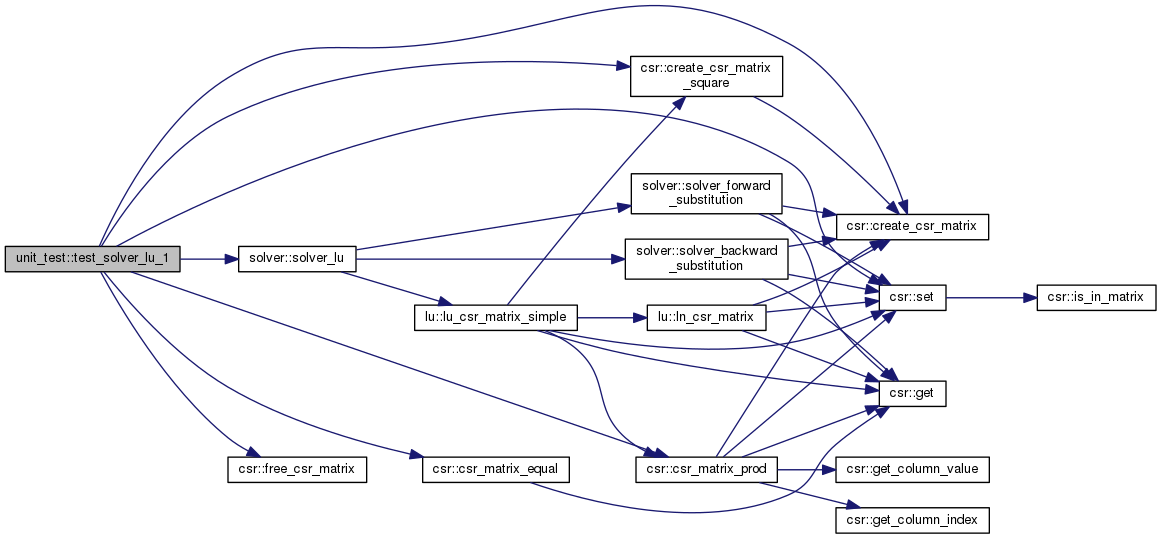 csr::create_csr_matrix
_square
solver::solver_forward
_substitution
csr::create_csr_matrix
unit_test::test_solver_lu_1
solver::solver_lu
solver::solver_backward
_substitution
csr::set
csr::is_in_matrix
lu::lu_csr_matrix_simple
lu::ln_csr_matrix
csr::get
csr::free_csr_matrix
csr::csr_matrix_equal
csr::csr_matrix_prod
csr::get_column_value
csr::get_column_index